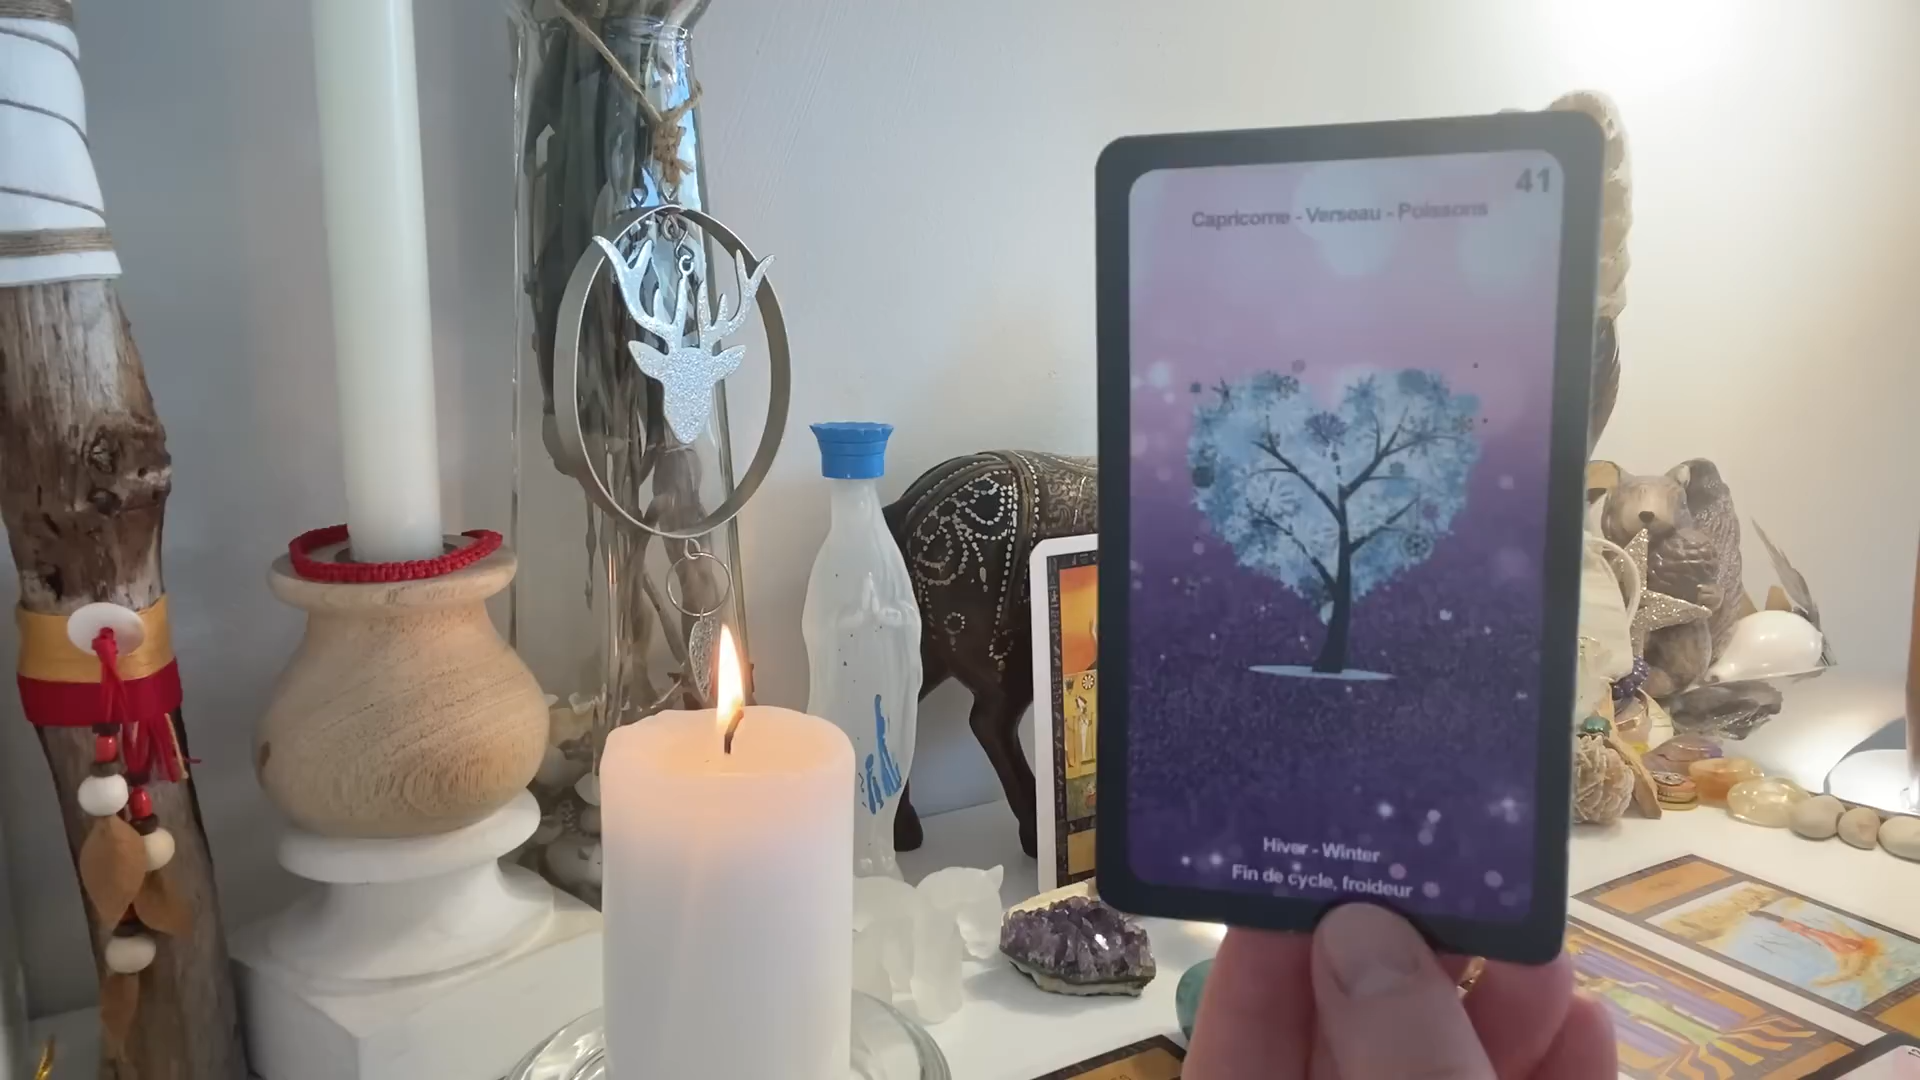 41
Capricorne - Verseau - Poissons
Hiver - Winter
Fin de cycle, froideur